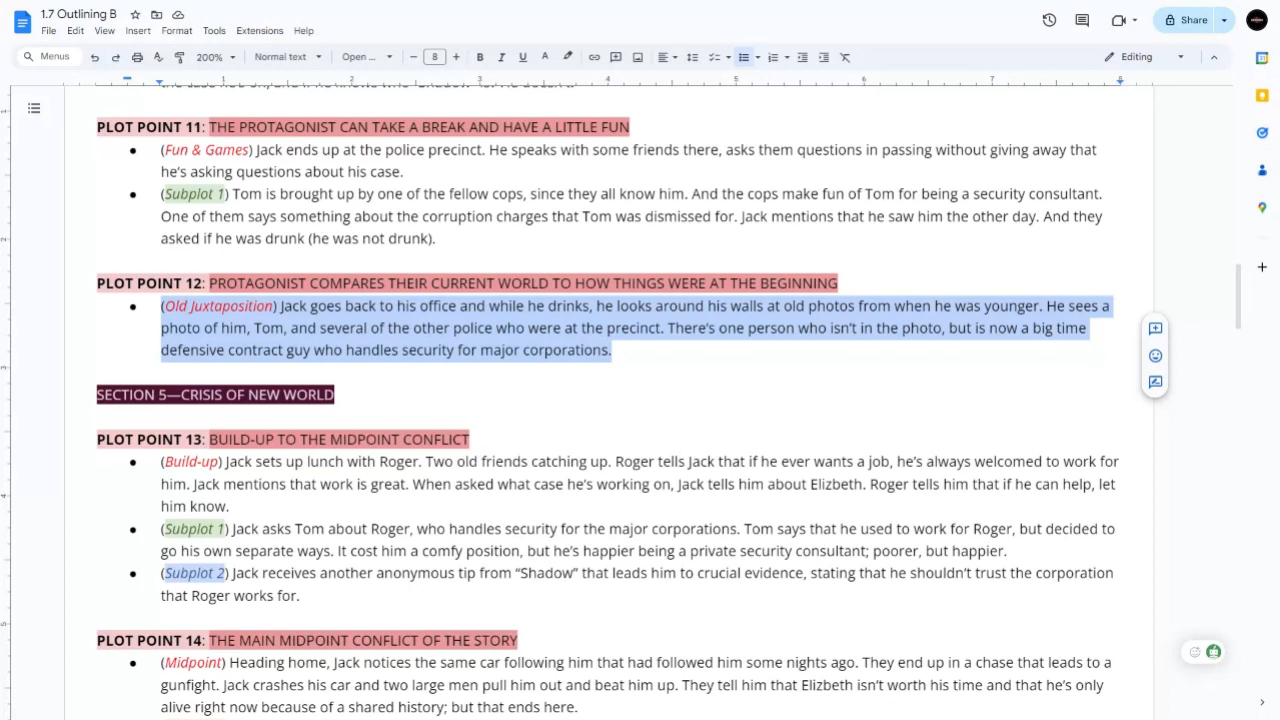 1.7 Outlining B
File Edit View Insert Format Tools Extensions Help
Share
Menus 200% Normal text Open ... 8 Editing
1 2 3 4 5 6 7
PLOT POINT 11: THE PROTAGONIST CAN TAKE A BREAK AND HAVE A LITTLE FUN
● (Fun & Games) Jack ends up at the police precinct. He speaks with some friends there, asks them questions in passing without giving away that
he's asking questions about his case.
● (Subplot 1) Tom is brought up by one of the fellow cops, since they all know him. And the cops make fun of Tom for being a security consultant.
One of them says something about the corruption charges that Tom was dismissed for. Jack mentions that he saw him the other day. And they
asked if he was drunk (he was not drunk).
PLOT POINT 12: PROTAGONIST COMPARES THEIR CURRENT WORLD TO HOW THINGS WERE AT THE BEGINNING
● (Old Juxtaposition) Jack goes back to his office and while he drinks, he looks around his walls at old photos from when he was younger. He sees a
photo of him, Tom, and several of the other police who were at the precinct. There's one person who isn't in the photo, but is now a big time
defensive contract guy who handles security for major corporations.
SECTION 5—CRISIS OF NEW WORLD
PLOT POINT 13: BUILD-UP TO THE MIDPOINT CONFLICT
● (Build-up) Jack sets up lunch with Roger. Two old friends catching up. Roger tells Jack that if he ever wants a job, he's always welcomed to work for
him. Jack mentions that work is great. When asked what case he's working on, Jack tells him about Elizbeth. Roger tells him that if he can help, let
him know.
● (Subplot 1) Jack asks Tom about Roger, who handles security for the major corporations. Tom says that he used to work for Roger, but decided to
go his own separate ways. It cost him a comfy position, but he's happier being a private security consultant; poorer, but happier.
● (Subplot 2) Jack receives another anonymous tip from "Shadow" that leads him to crucial evidence, stating that he shouldn't trust the corporation
that Roger works for.
PLOT POINT 14: THE MAIN MIDPOINT CONFLICT OF THE STORY
● (Midpoint) Heading home, Jack notices the same car following him that had followed him some nights ago. They end up in a chase that leads to a
gunfight. Jack crashes his car and two large men pull him out and beat him up. They tell him that Elizbeth isn't worth his time and that he's only
alive right now because of a shared history; but that ends here.